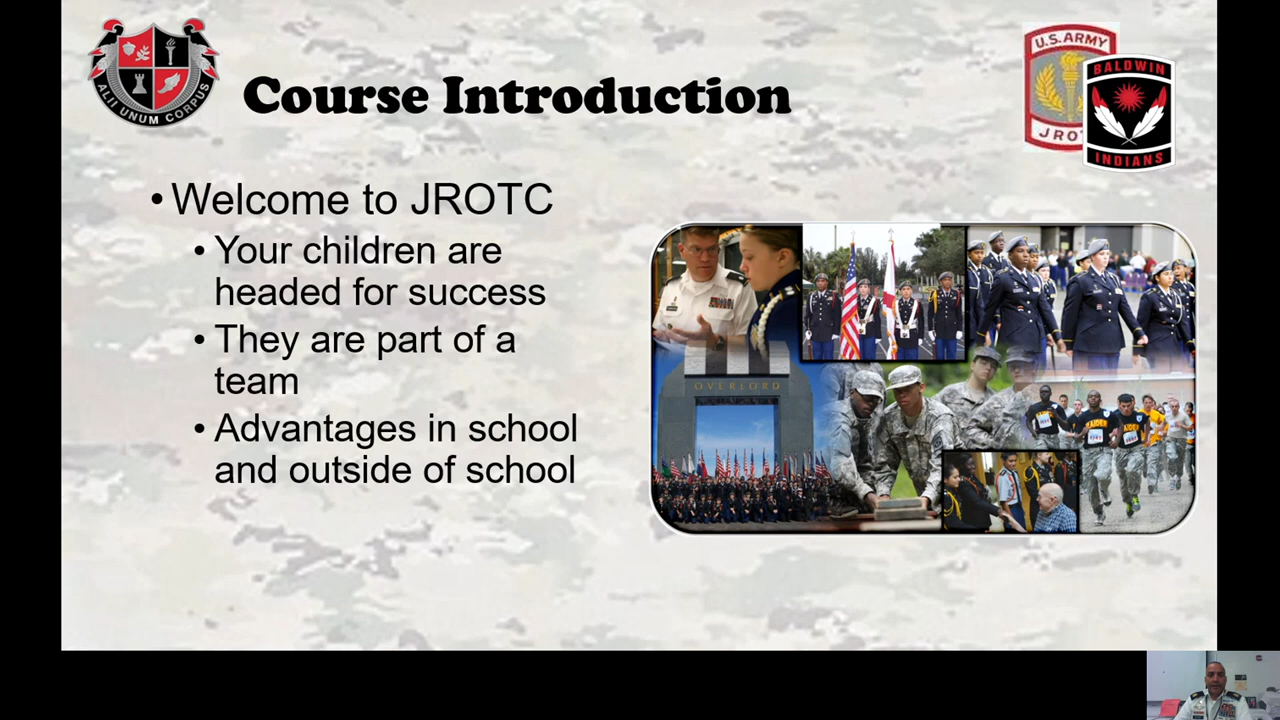 ALII UNUM CORPUS
Course Introduction
U.S. ARMY
JRO
BALDWIN
INDIANS
• Welcome to JROTC
• Your children are
headed for success
• They are part of a
team
• Advantages in school
and outside of school
OVERLORD